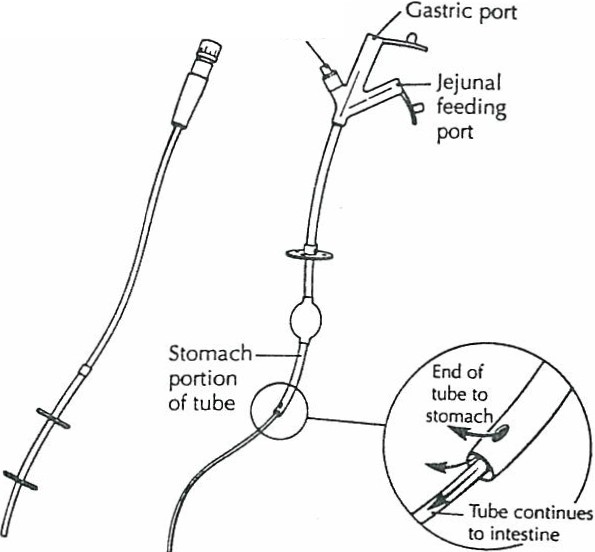 Gastric port
Jejunal
feeding
port
Stomach
portion
of tube
End of
tube to
stomach
Tube continues
to intestine